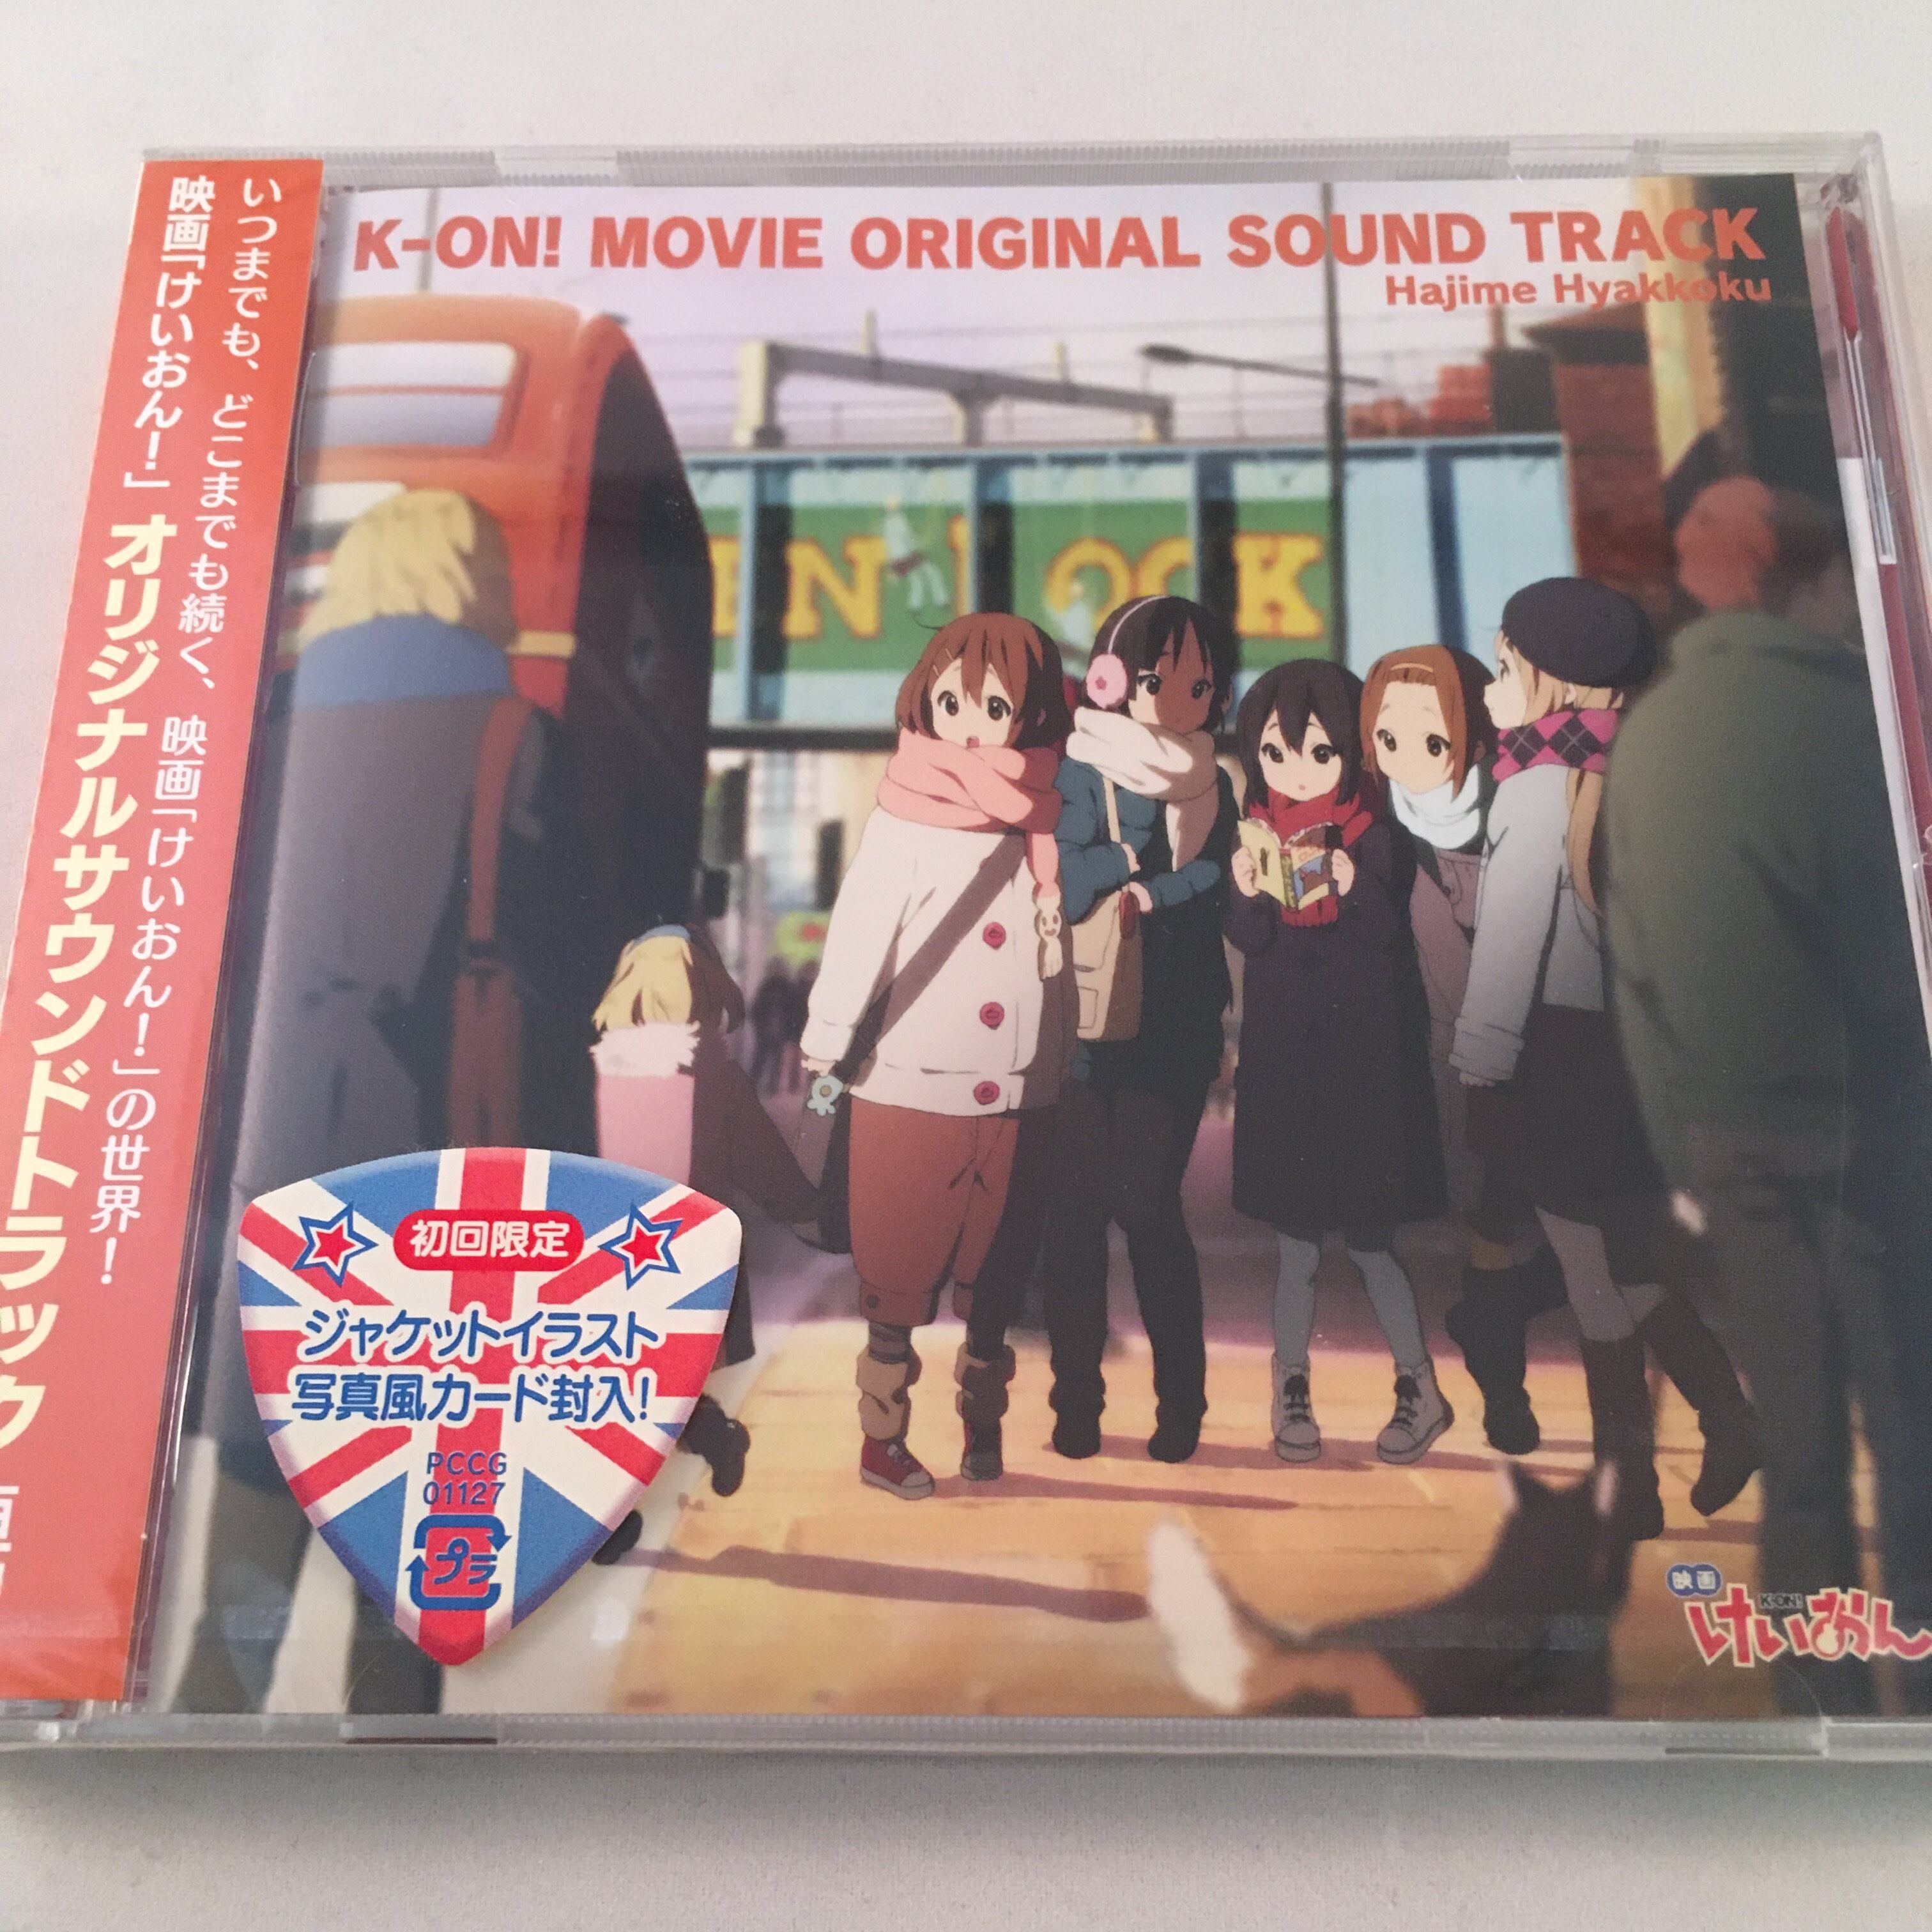 いつまでも、どこまでも続く、映画「けいおん！」の世界！
映画「けいおん！」オリジナルサウンドトラック
K-ON! MOVIE ORIGINAL SOUND TRACK
Hajime Hyakkoku
EN LOCK
初回限定
ジャケットイラスト
写真風カード封入！
PCCG
01127
プラ
映画
K-ON!
けいおん